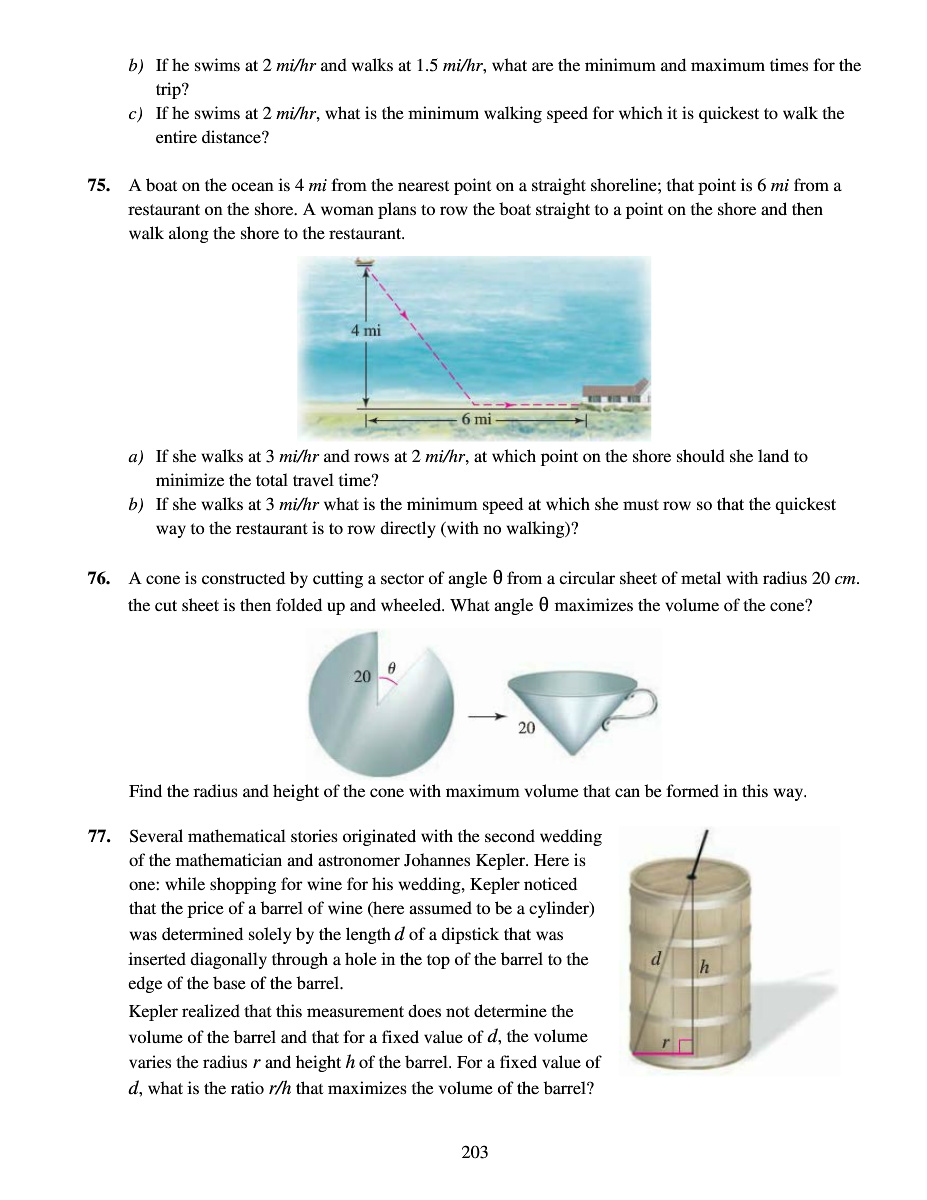 b) If he swims at 2 mi/hr and walks at 1.5 mi/hr, what are the minimum and maximum times for the
trip?
c) If he swims at 2 mi/hr, what is the minimum walking speed for which it is quickest to walk the
entire distance?
75. A boat on the ocean is 4 mi from the nearest point on a straight shoreline; that point is 6 mi from a
restaurant on the shore. A woman plans to row the boat straight to a point on the shore and then
walk along the shore to the restaurant.
4 mi
6 mi
a) If she walks at 3 mi/hr and rows at 2 mi/hr, at which point on the shore should she land to
minimize the total travel time?
b) If she walks at 3 mi/hr what is the minimum speed at which she must row so that the quickest
way to the restaurant is to row directly (with no walking)?
76. A cone is constructed by cutting a sector of angle θ from a circular sheet of metal with radius 20 cm.
the cut sheet is then folded up and wheeled. What angle θ maximizes the volume of the cone?
20 θ
20
Find the radius and height of the cone with maximum volume that can be formed in this way.
77. Several mathematical stories originated with the second wedding
of the mathematician and astronomer Johannes Kepler. Here is
one: while shopping for wine for his wedding, Kepler noticed
that the price of a barrel of wine (here assumed to be a cylinder)
was determined solely by the length d of a dipstick that was
inserted diagonally through a hole in the top of the barrel to the
edge of the base of the barrel.
Kepler realized that this measurement does not determine the
volume of the barrel and that for a fixed value of d, the volume
varies the radius r and height h of the barrel. For a fixed value of
d, what is the ratio r/h that maximizes the volume of the barrel?
d
h
r
203